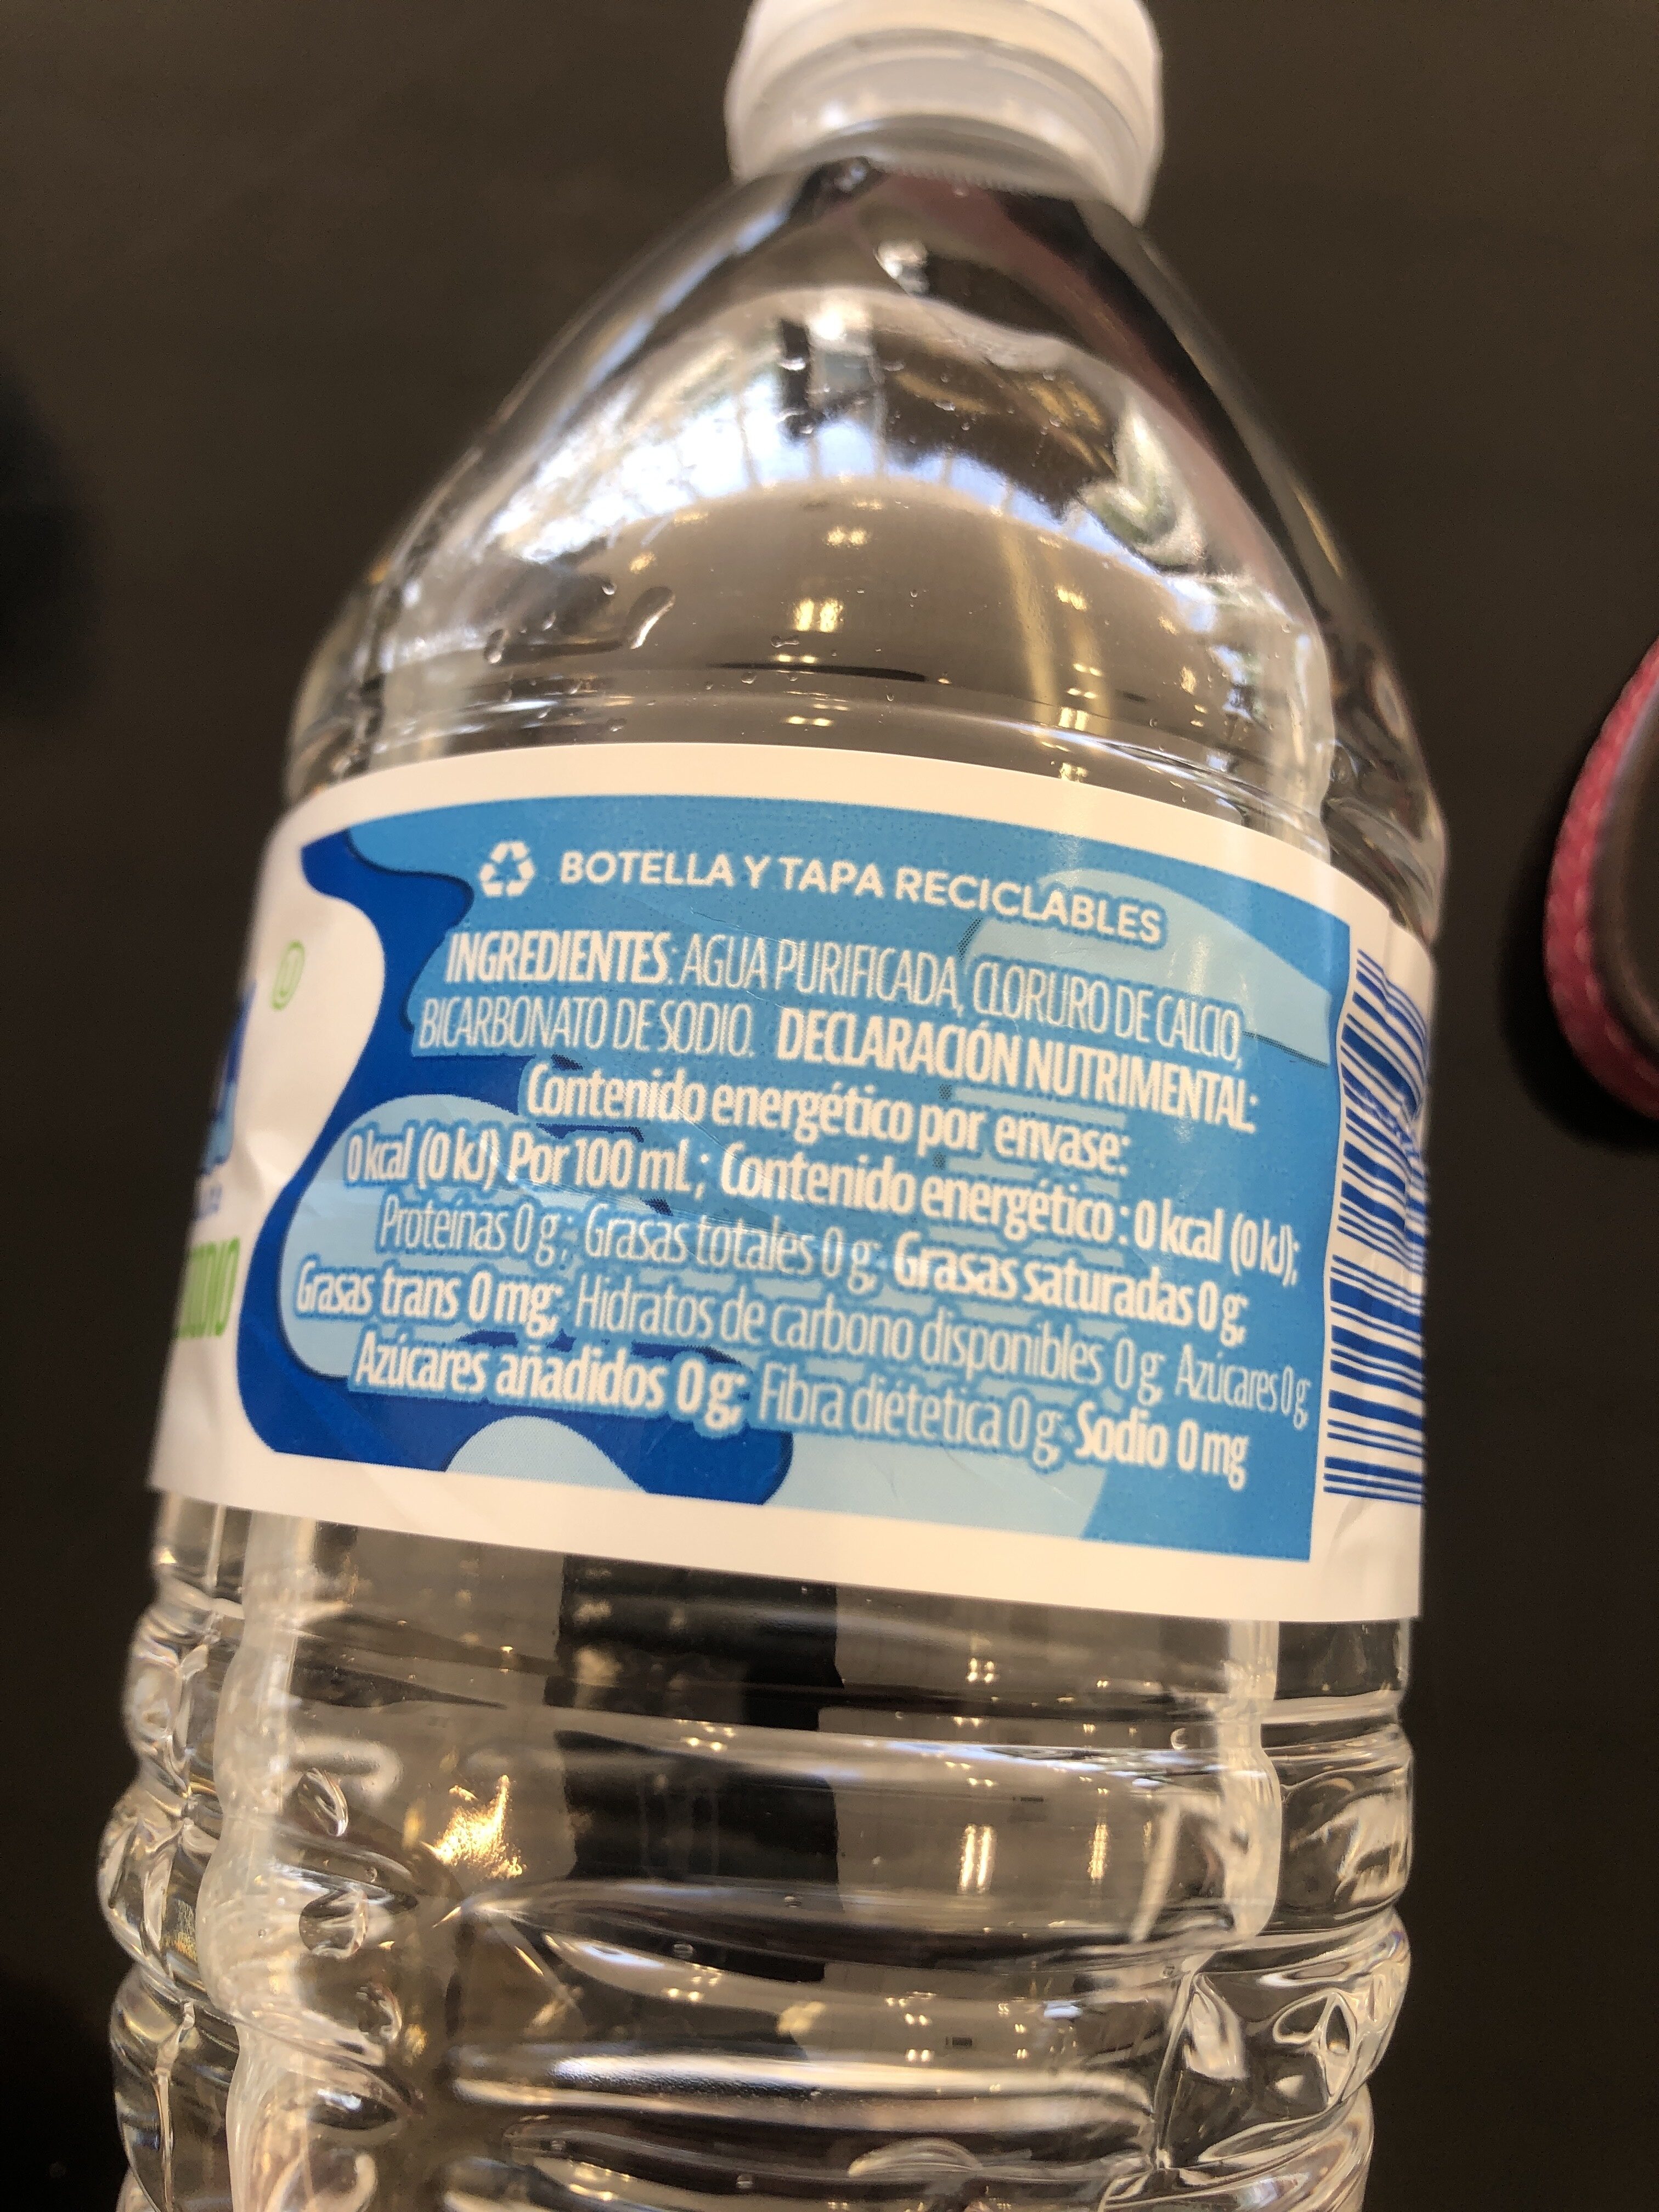 BOTELLA Y TAPA RECICLABLES
INGREDIENTES: AGUA PURIFICADA, CLORURO DE CALCIO,
BICARBONATO DE SODIO. DECLARACIÓN NUTRIMENTAL:
Contenido energético por envase:
0 kcal (0 kJ) Por 100 mL; Contenido energético: 0 kcal (0 kJ);
Proteínas 0 g; Grasas totales 0 g; Grasas saturadas 0 g;
Grasas trans 0 mg; Hidratos de carbono disponibles 0 g, Azúcares 0 g;
Azúcares añadidos 0 g; Fibra diétetica 0 g; Sodio 0 mg